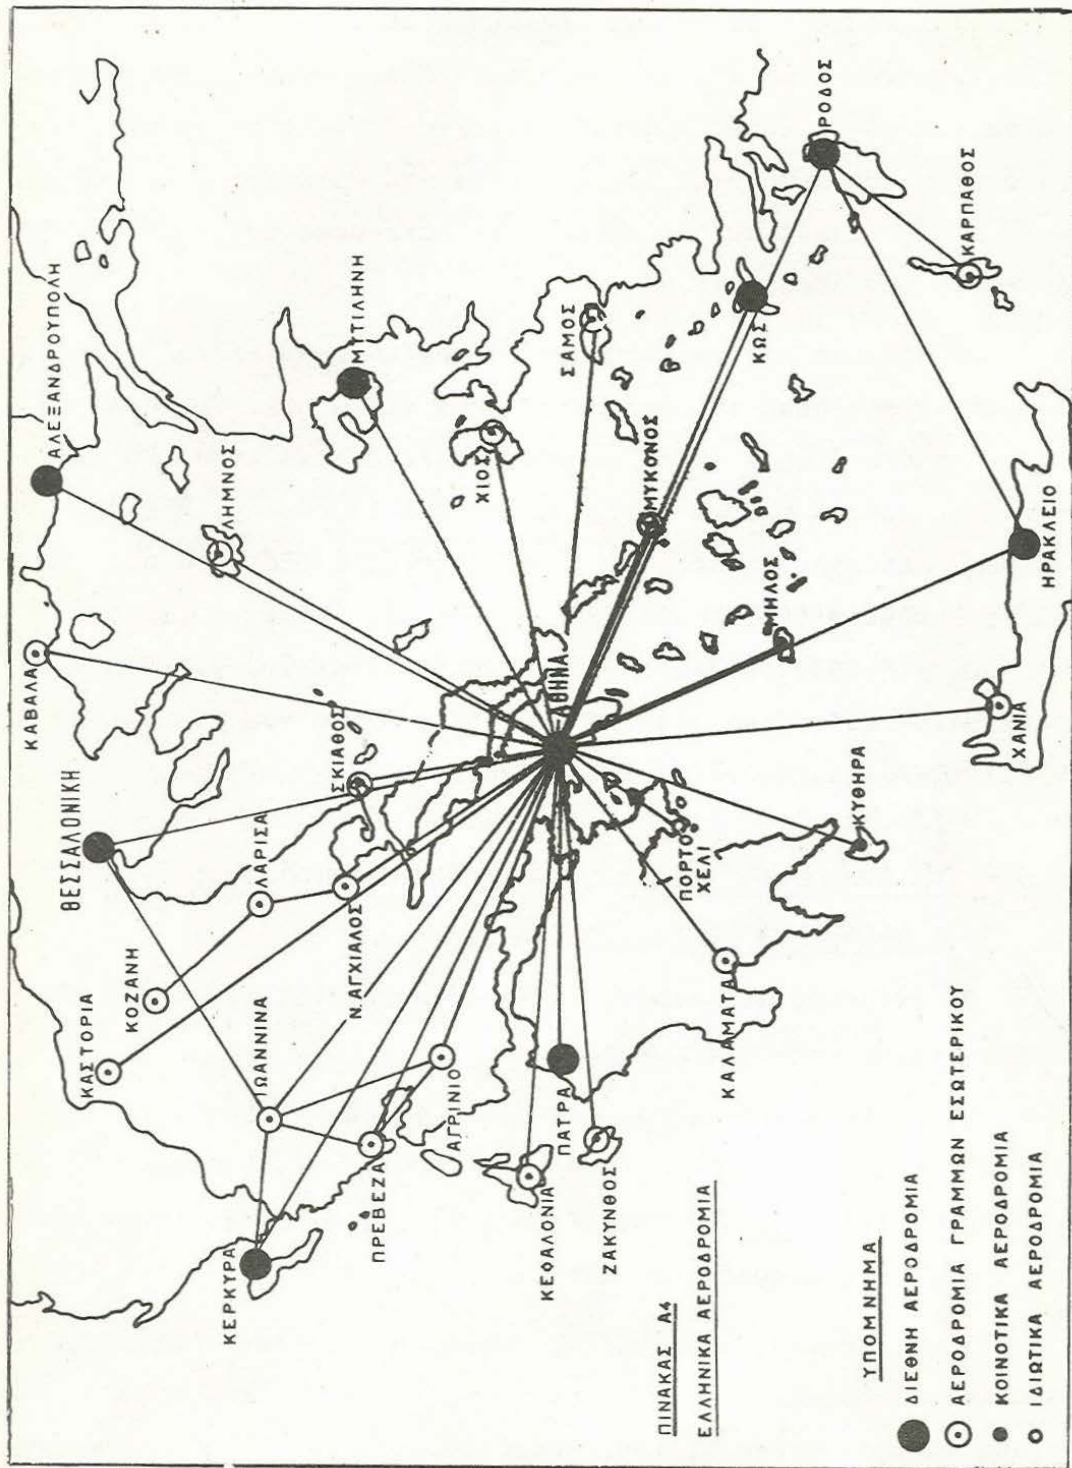 ΑΛΕΞΑΝΔΡΟΥΠΟΛΗ
ΚΑΒΑΛΑ
ΘΕΣΣΑΛΟΝΙΚΗ
ΚΑΣΤΟΡΙΑ
ΚΟΖΑΝΗ
ΛΗΜΝΟΣ
ΛΑΡΙΣΑ
ΙΩΑΝΝΙΝΑ
ΚΕΡΚΥΡΑ
ΜΥΤΙΛΗΝΗ
ΣΚΙΑΘΟΣ
Ν. ΑΓΧΙΑΛΟΣ
ΠΡΕΒΕΖΑ
ΑΓΡΙΝΙΟ
ΧΙΟΣ
ΑΘΗΝΑ
ΣΑΜΟΣ
ΠΑΤΡΑ
ΚΕΦΑΛΟΝΙΑ
ΖΑΚΥΝΘΟΣ
ΜΥΚΟΝΟΣ
ΠΟΡΤΟ
ΧΕΛΙ
ΚΑΛΑΜΑΤΑ
ΜΗΛΟΣ
ΚΩΣ
ΡΟΔΟΣ
ΚΥΘΗΡΑ
ΚΑΡΠΑΘΟΣ
ΧΑΝΙΑ
ΗΡΑΚΛΕΙΟ
ΠΙΝΑΚΑΣ Α4
ΕΛΛΗΝΙΚΑ ΑΕΡΟΔΡΟΜΙΑ
ΥΠΟΜΝΗΜΑ
ΔΙΕΘΝΗ ΑΕΡΟΔΡΟΜΙΑ
ΑΕΡΟΔΡΟΜΙΑ ΓΡΑΜΜΩΝ ΕΣΩΤΕΡΙΚΟΥ
ΚΟΙΝΟΤΙΚΑ ΑΕΡΟΔΡΟΜΙΑ
ΙΔΙΩΤΙΚΑ ΑΕΡΟΔΡΟΜΙΑ